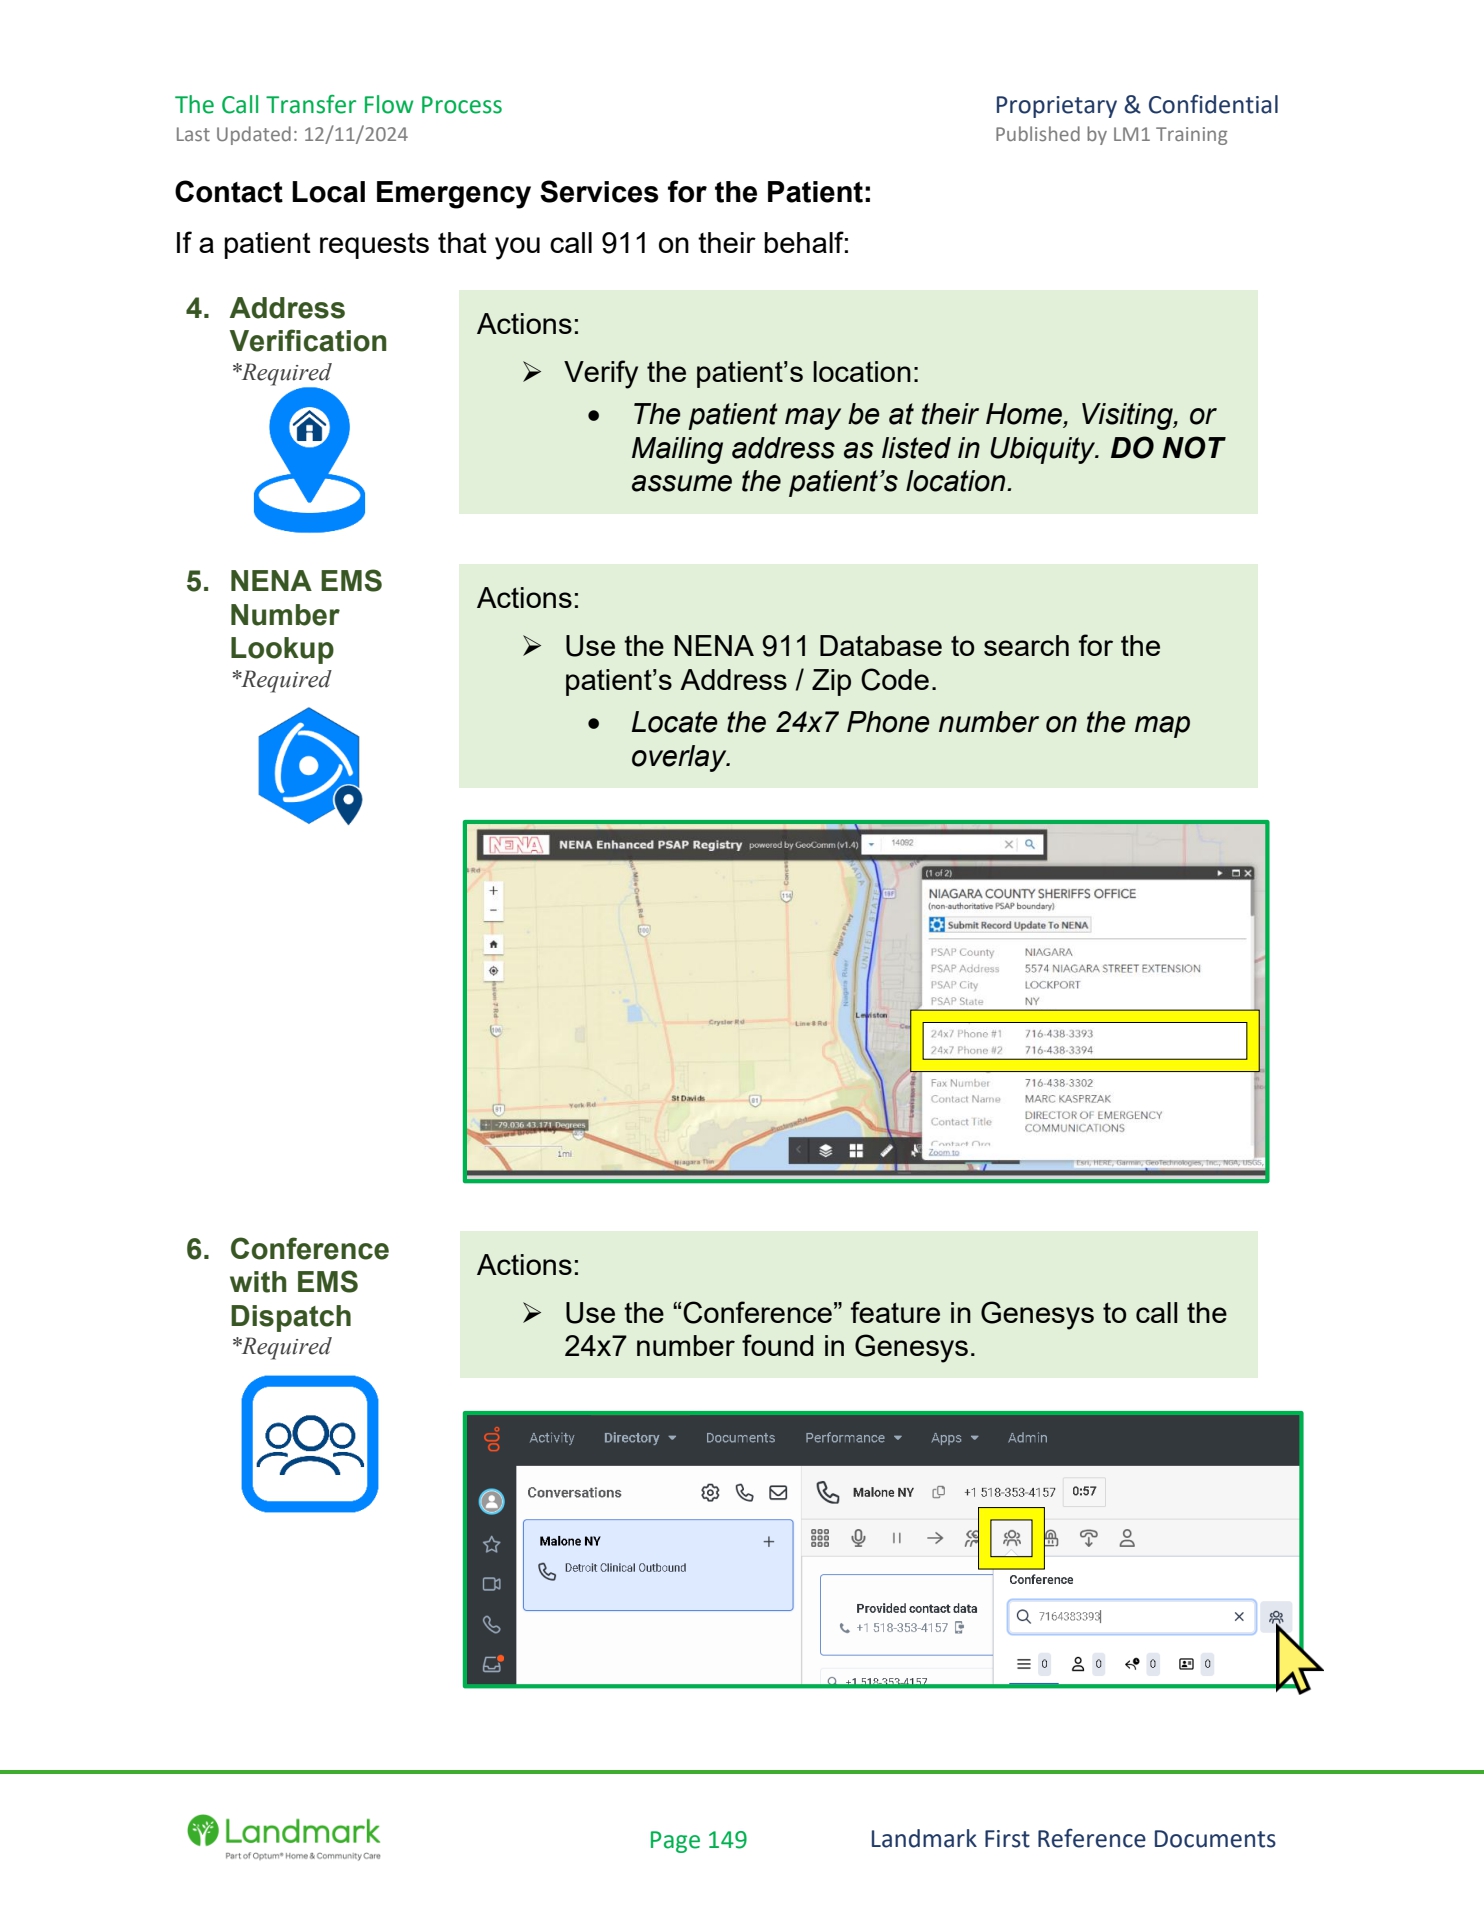 The Call Transfer Flow Process
Proprietary & Confidential
Last Updated: 12/11/2024
Published by LM1 Training
Contact Local Emergency Services for the Patient:
If a patient requests that you call 911 on their behalf:
4. Address
Verification
*Required
Actions:
➢ Verify the patient’s location:
• The patient may be at their Home, Visiting, or
Mailing address as listed in Ubiquity. DO NOT
assume the patient’s location.
5. NENA EMS
Number
Lookup
*Required
Actions:
➢ Use the NENA 911 Database to search for the
patient’s Address / Zip Code.
• Locate the 24x7 Phone number on the map
overlay.
NENA NENA Enhanced PSAP Registry powered by GeoComm (v1.4) 14092
(1 of 2)
NIAGARA COUNTY SHERIFFS OFFICE
(non-authoritative PSAP boundary)
Submit Record Update To NENA
PSAP County NIAGARA
PSAP Address 5574 NIAGARA STREET EXTENSION
PSAP City LOCKPORT
PSAP State NY
24x7 Phone #1 716-438-3393
24x7 Phone #2 716-438-3394
Fax Number 716-438-3302
Contact Name MARC KASPRZAK
Contact Title DIRECTOR OF EMERGENCY
COMMUNICATIONS
Contact Org
Zoom to
Niagara River
Niagara Pkwy
UNITED STATES
Lewiston
Cryster Rd
Line 8 Rd
St Davids
York Rd
-79.036 43.171 Degrees
1mi
Esri, HERE, Garmin, GeoTechnologies, Inc., NGA, USGS,
6. Conference
with EMS
Dispatch
*Required
Actions:
➢ Use the “Conference” feature in Genesys to call the
24x7 number found in Genesys.
Activity Directory Documents Performance Apps Admin
Conversations
Malone NY +1 518-353-4157 0:57
Malone NY
Detroit Clinical Outbound
Conference
Provided contact data
+1 518-353-4157
7164383393
0 0 0 0
+1 518-353-4157
Landmark
Part of Optum® Home & Community Care
Page 149
Landmark First Reference Documents